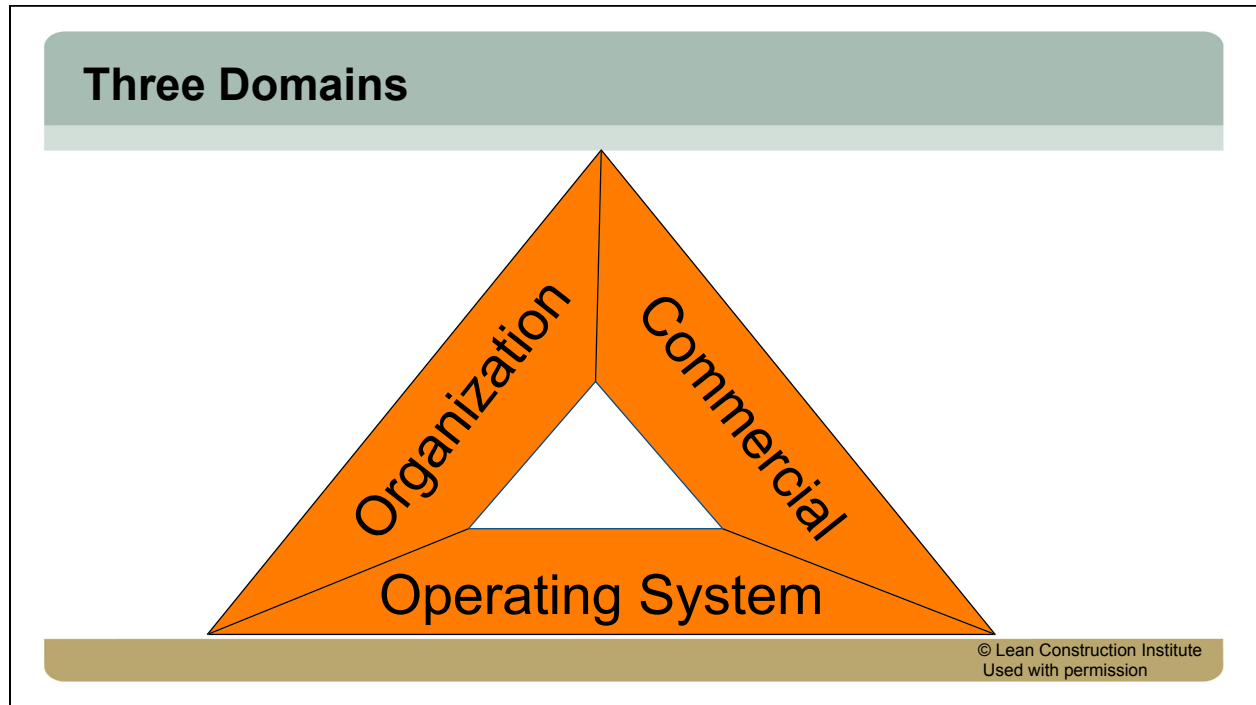 Three Domains
Organization
Commercial
Operating System
© Lean Construction Institute
Used with permission